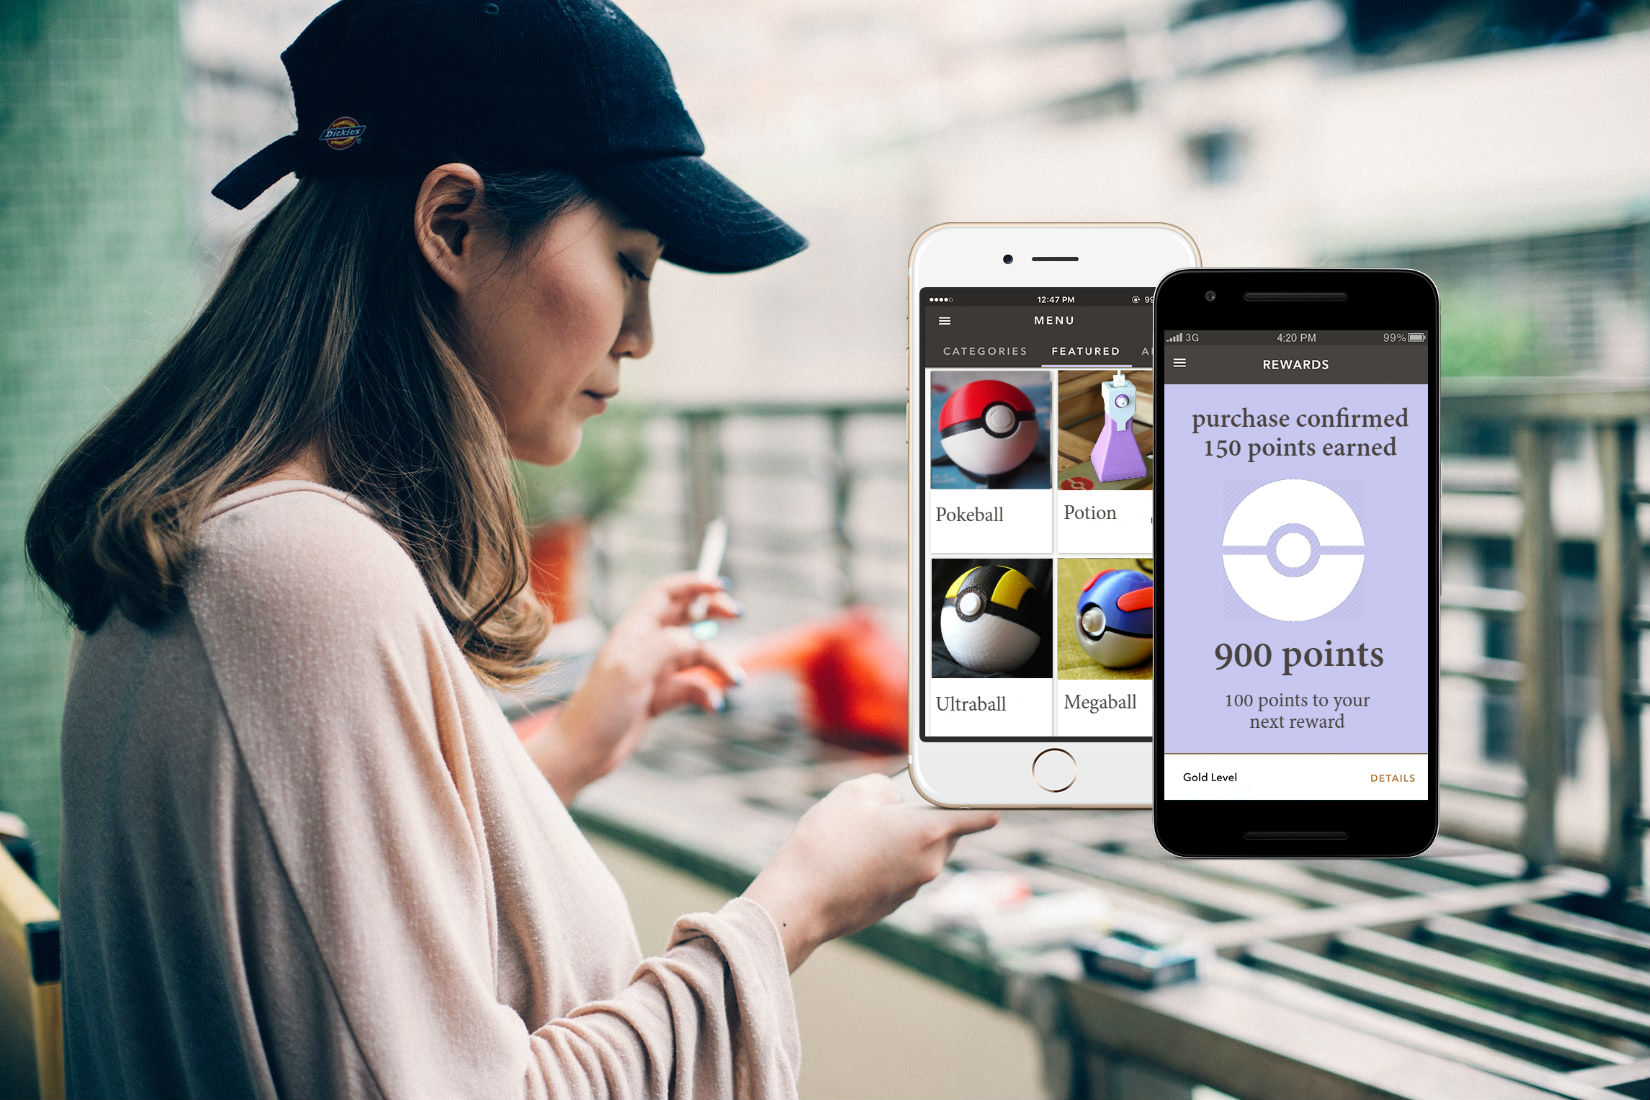 Dickies
12:47 PM
MENU
CATEGORIES
FEATURED
Pokeball
Potion
Ultraball
Megaball
3G
4:20 PM
99%
REWARDS
purchase confirmed
150 points earned
900 points
100 points to your
next reward
Gold Level
DETAILS